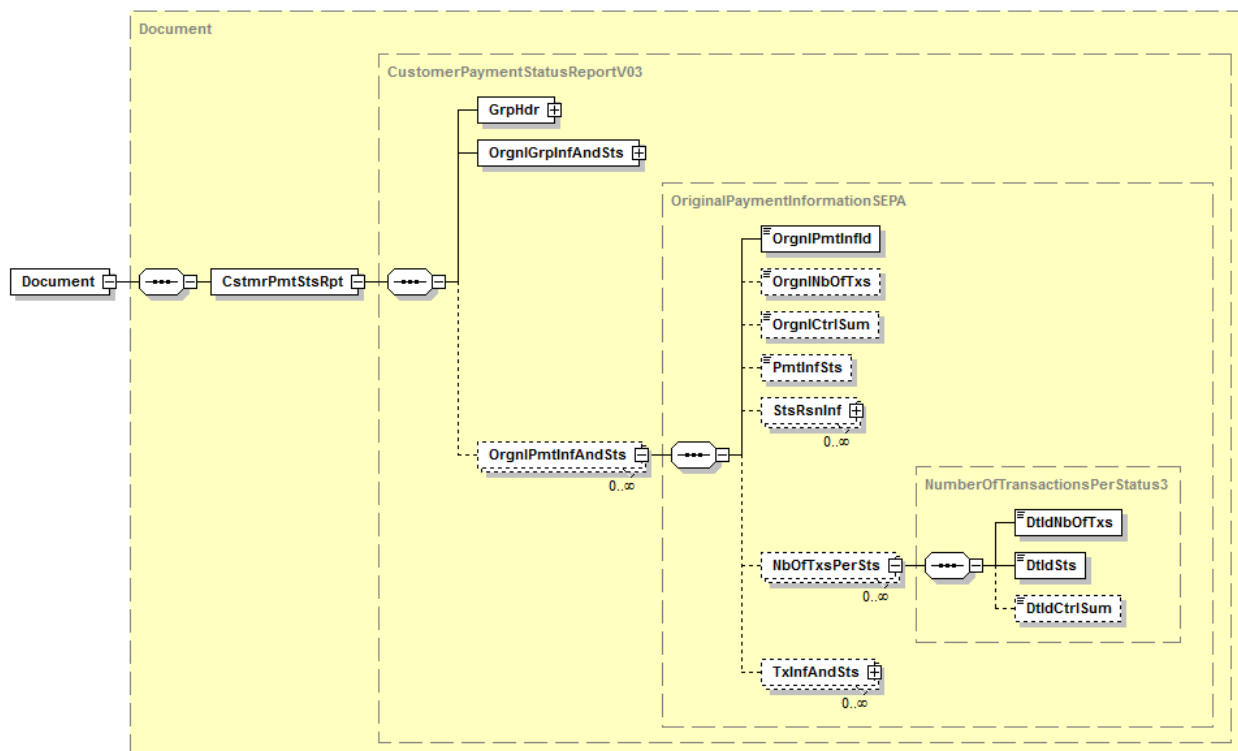 Document
CustomerPaymentStatusReportV03
GrpHdr
OrgnlGrpInfAndSts
OriginalPaymentInformationSEPA
OrgnlPmtInfId
Document
CstmrPmtStsRpt
OrgnlNbOfTxs
OrgnlCtrlSum
PmtInfSts
StsRsnInf
0..∞
OrgnlPmtInfAndSts
0..∞
NumberOfTransactionsPerStatus3
DtldNbOfTxs
NbOfTxsPerSts
0..∞
DtldSts
DtldCtrlSum
TxInfAndSts
0..∞